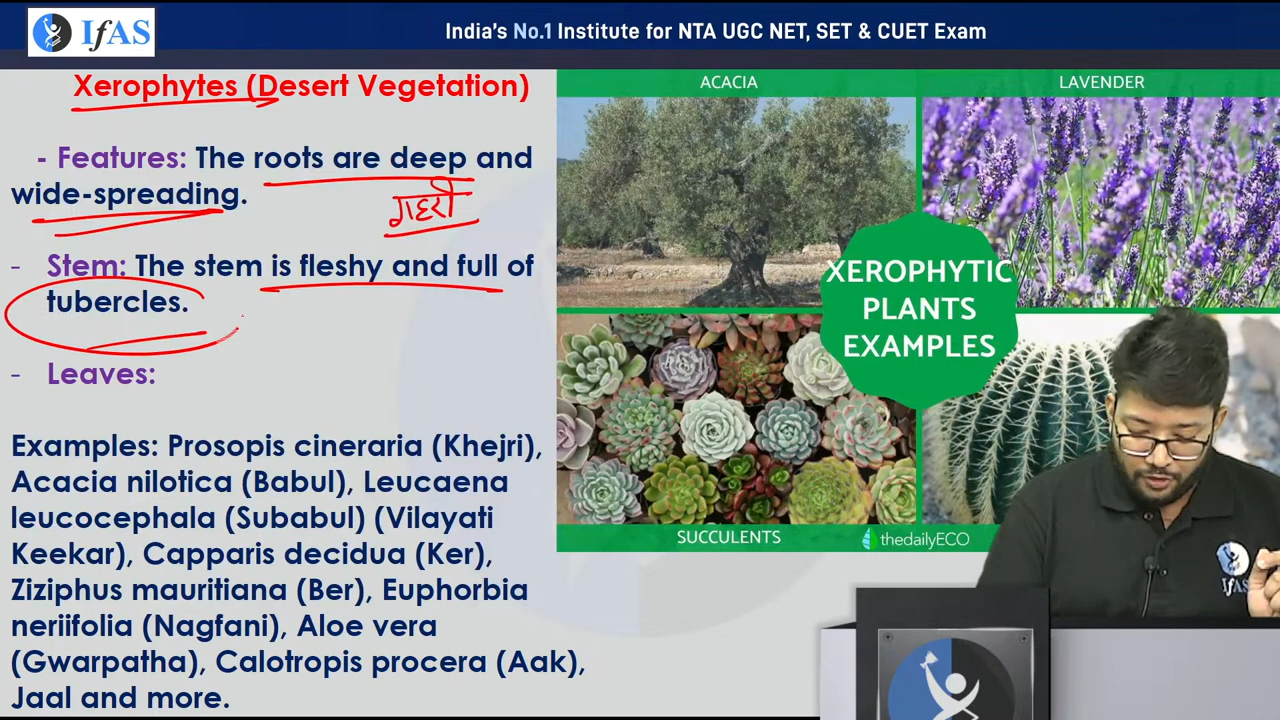 IfAS
India's No.1 Institute for NTA UGC NET, SET & CUET Exam
Xerophytes (Desert Vegetation)
- Features: The roots are deep and
wide-spreading.
गहरी
- Stem: The stem is fleshy and full of
tubercles.
- Leaves:
Examples: Prosopis cineraria (Khejri),
Acacia nilotica (Babul), Leucaena
leucocephala (Subabul) (Vilayati
Keekar), Capparis decidua (Ker),
Ziziphus mauritiana (Ber), Euphorbia
neriifolia (Nagfani), Aloe vera
(Gwarpatha), Calotropis procera (Aak),
Jaal and more.
ACACIA
LAVENDER
XEROPHYTIC
PLANTS
EXAMPLES
SUCCULENTS
thedailyECO
IfAS